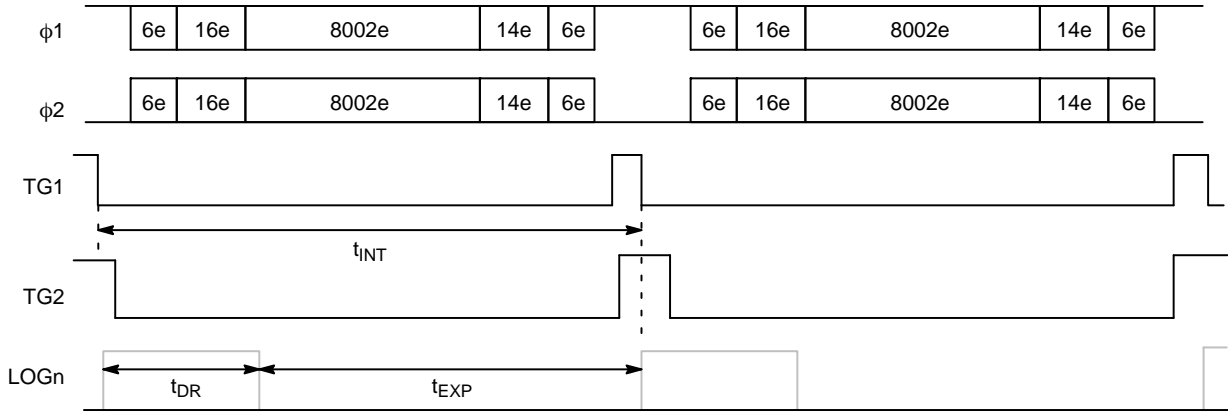 ϕ1 6e 16e 8002e 14e 6e 6e 16e 8002e 14e 6e
ϕ2 6e 16e 8002e 14e 6e 6e 16e 8002e 14e 6e
TG1
tINT
TG2
LOGn
tDR tEXP